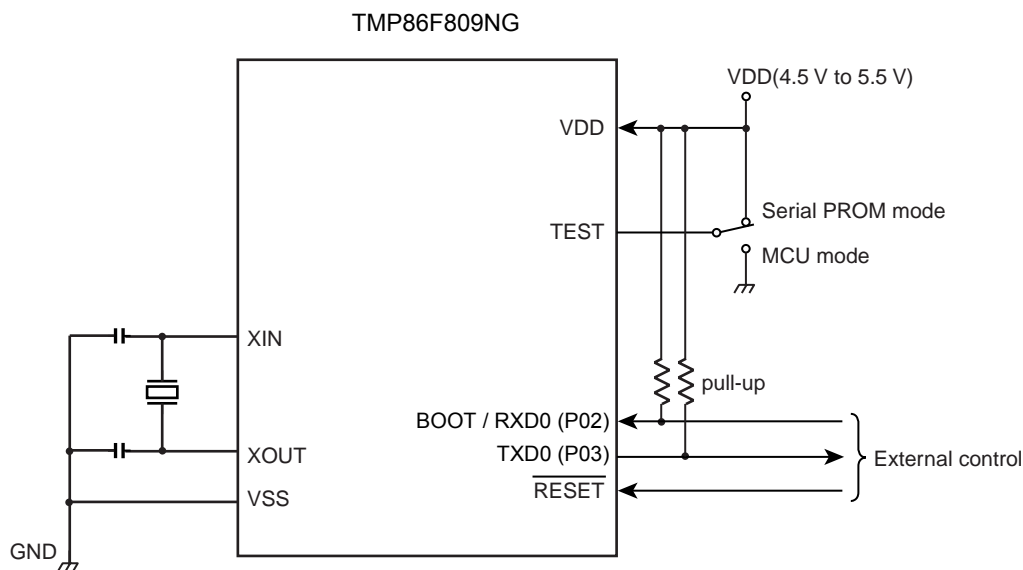 TMP86F809NG
VDD(4.5 V to 5.5 V)
VDD
Serial PROM mode
TEST
MCU mode
XIN
pull-up
BOOT / RXD0 (P02)
XOUT
TXD0 (P03)
External control
RESET
VSS
GND